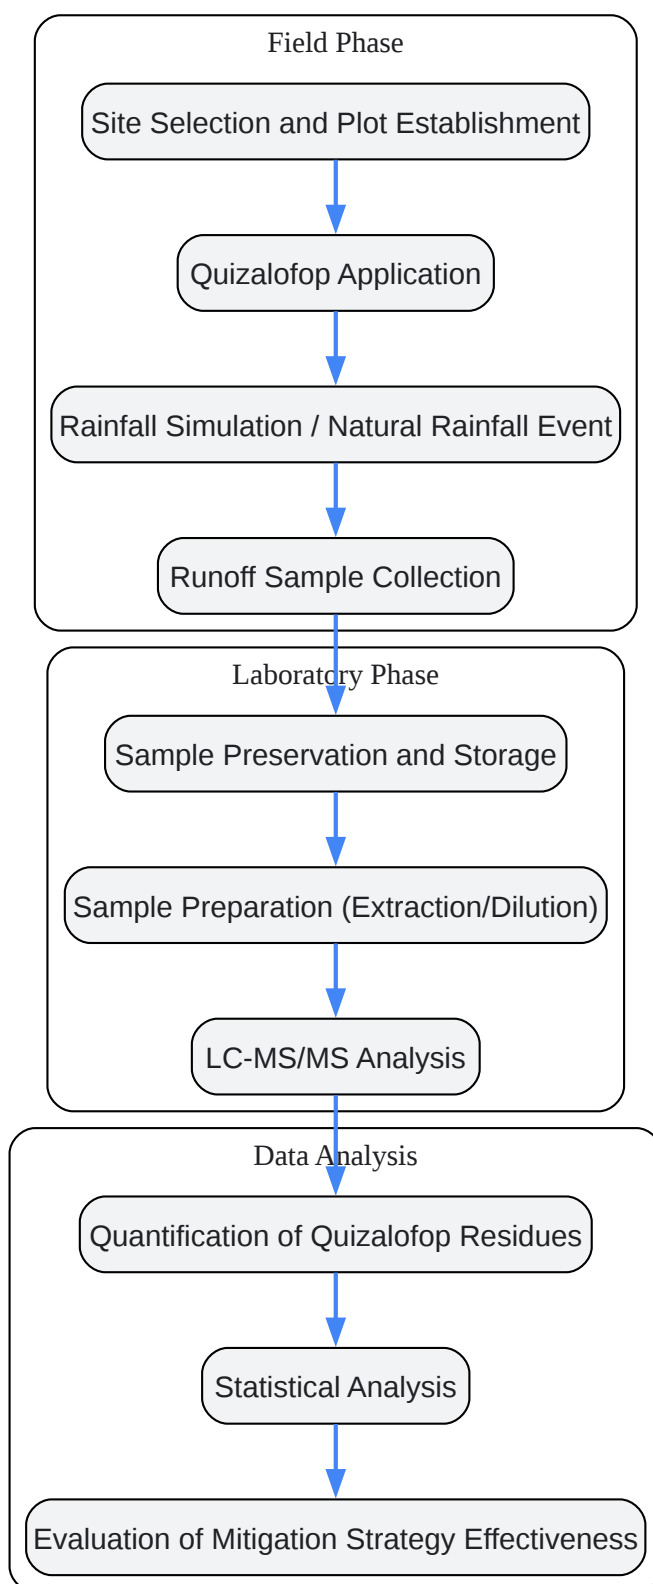 Field Phase
Site Selection and Plot Establishment
Quizalofop Application
Rainfall Simulation / Natural Rainfall Event
Runoff Sample Collection
Laboratory Phase
Sample Preservation and Storage
Sample Preparation (Extraction/Dilution)
LC-MS/MS Analysis
Data Analysis
Quantification of Quizalofop Residues
Statistical Analysis
Evaluation of Mitigation Strategy Effectiveness